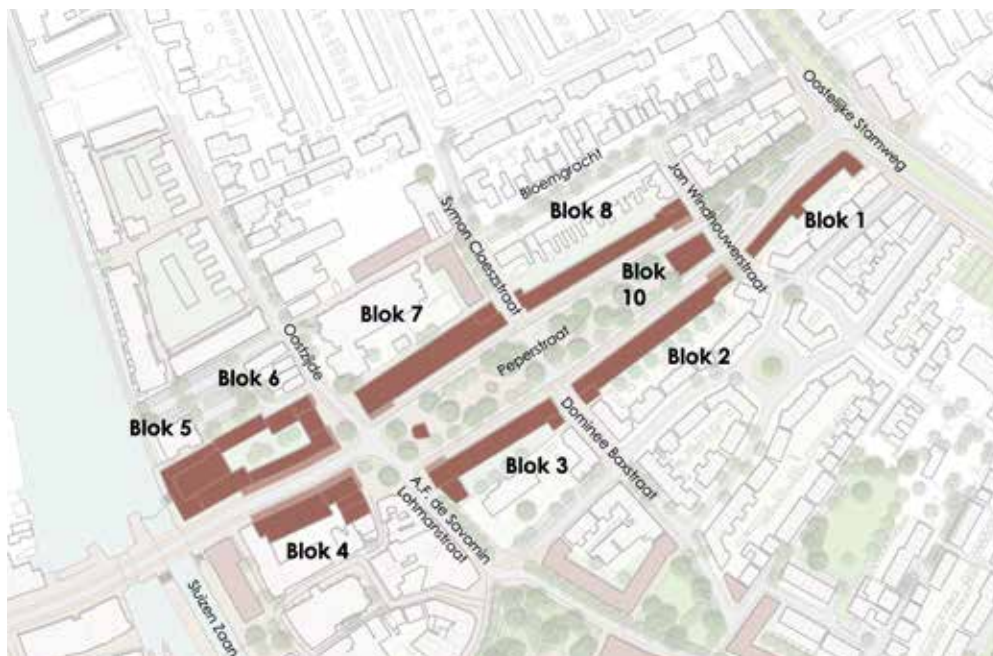 Oostelijke Stamweg
Bloemgracht
Jan Windhouwerstraat
Symon Claeszstraat
Blok 8
Blok 1
Blok
10
Blok 7
Peperstraat
Oostzijde
Blok 2
Blok 6
Blok 5
Dominee Baxstraat
Blok 3
A.F. de Savornin
Lohmanstraat
Blok 4
Sluizen Zaan